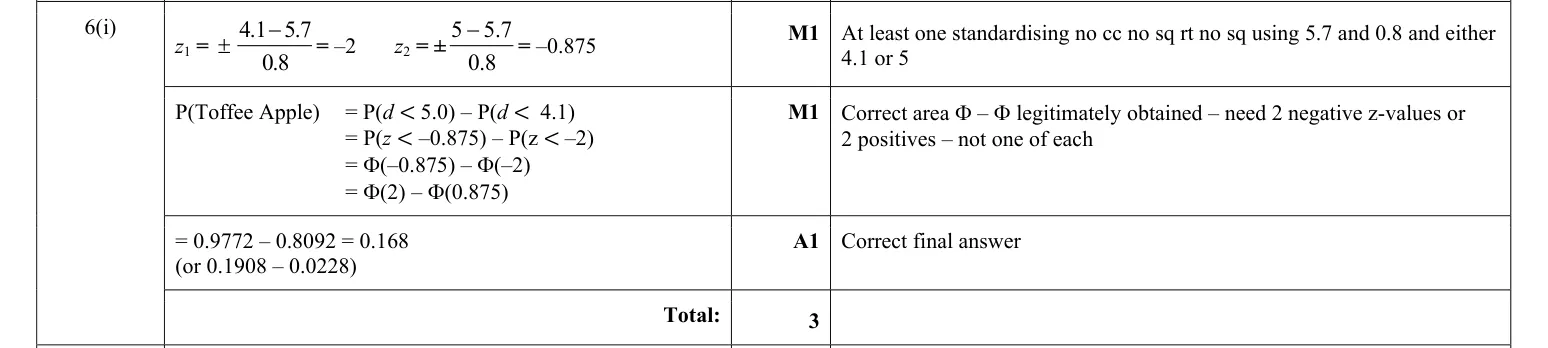 6(i)
z₁ = ± (4.1 – 5.7)/0.8 = –2 z₂ = ± (5 – 5.7)/0.8 = –0.875
M1
At least one standardising no cc no sq rt no sq using 5.7 and 0.8 and either
4.1 or 5
P(Toffee Apple) = P(d < 5.0) – P(d < 4.1)
= P(z < –0.875) – P(z < –2)
= Φ(–0.875) – Φ(–2)
= Φ(2) – Φ(0.875)
M1
Correct area Φ – Φ legitimately obtained – need 2 negative z-values or
2 positives – not one of each
= 0.9772 – 0.8092 = 0.168
(or 0.1908 – 0.0228)
A1
Correct final answer
Total:
3